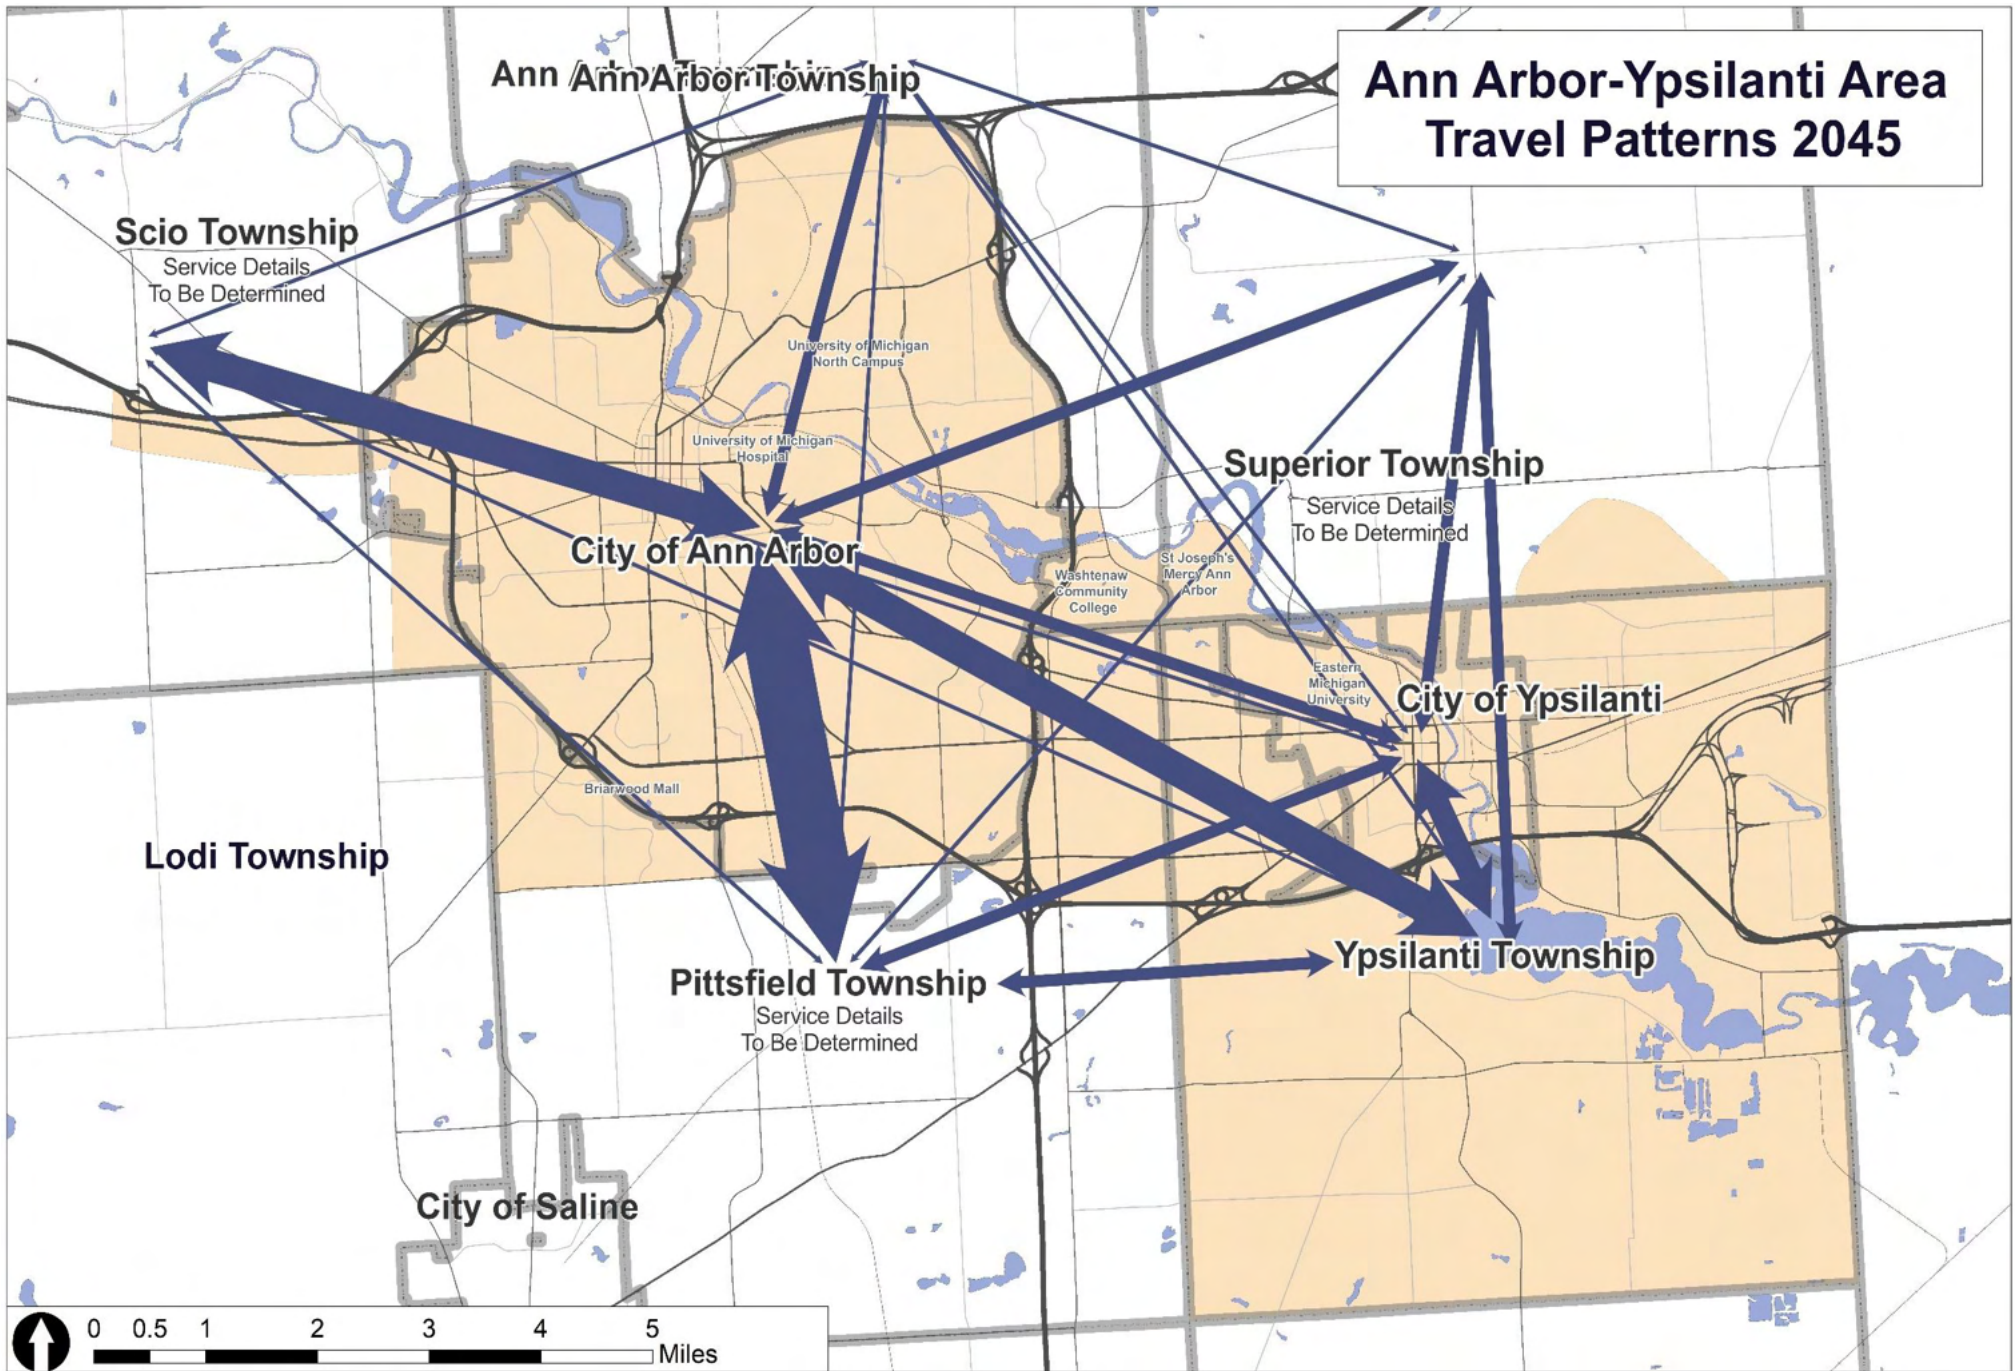 Ann Arbor-Ypsilanti Area
Travel Patterns 2045
Ann Arbor Township
Ann Arbor Township
Scio Township
Service Details
To Be Determined
University of Michigan
North Campus
University of Michigan
Hospital
Superior Township
Service Details
To Be Determined
City of Ann Arbor
St Joseph's
Mercy Ann
Arbor
Washtenaw
Community
College
Eastern
Michigan
University
City of Ypsilanti
Briarwood Mall
Lodi Township
Ypsilanti Township
Pittsfield Township
Service Details
To Be Determined
City of Saline
0 0.5 1 2 3 4 5
Miles